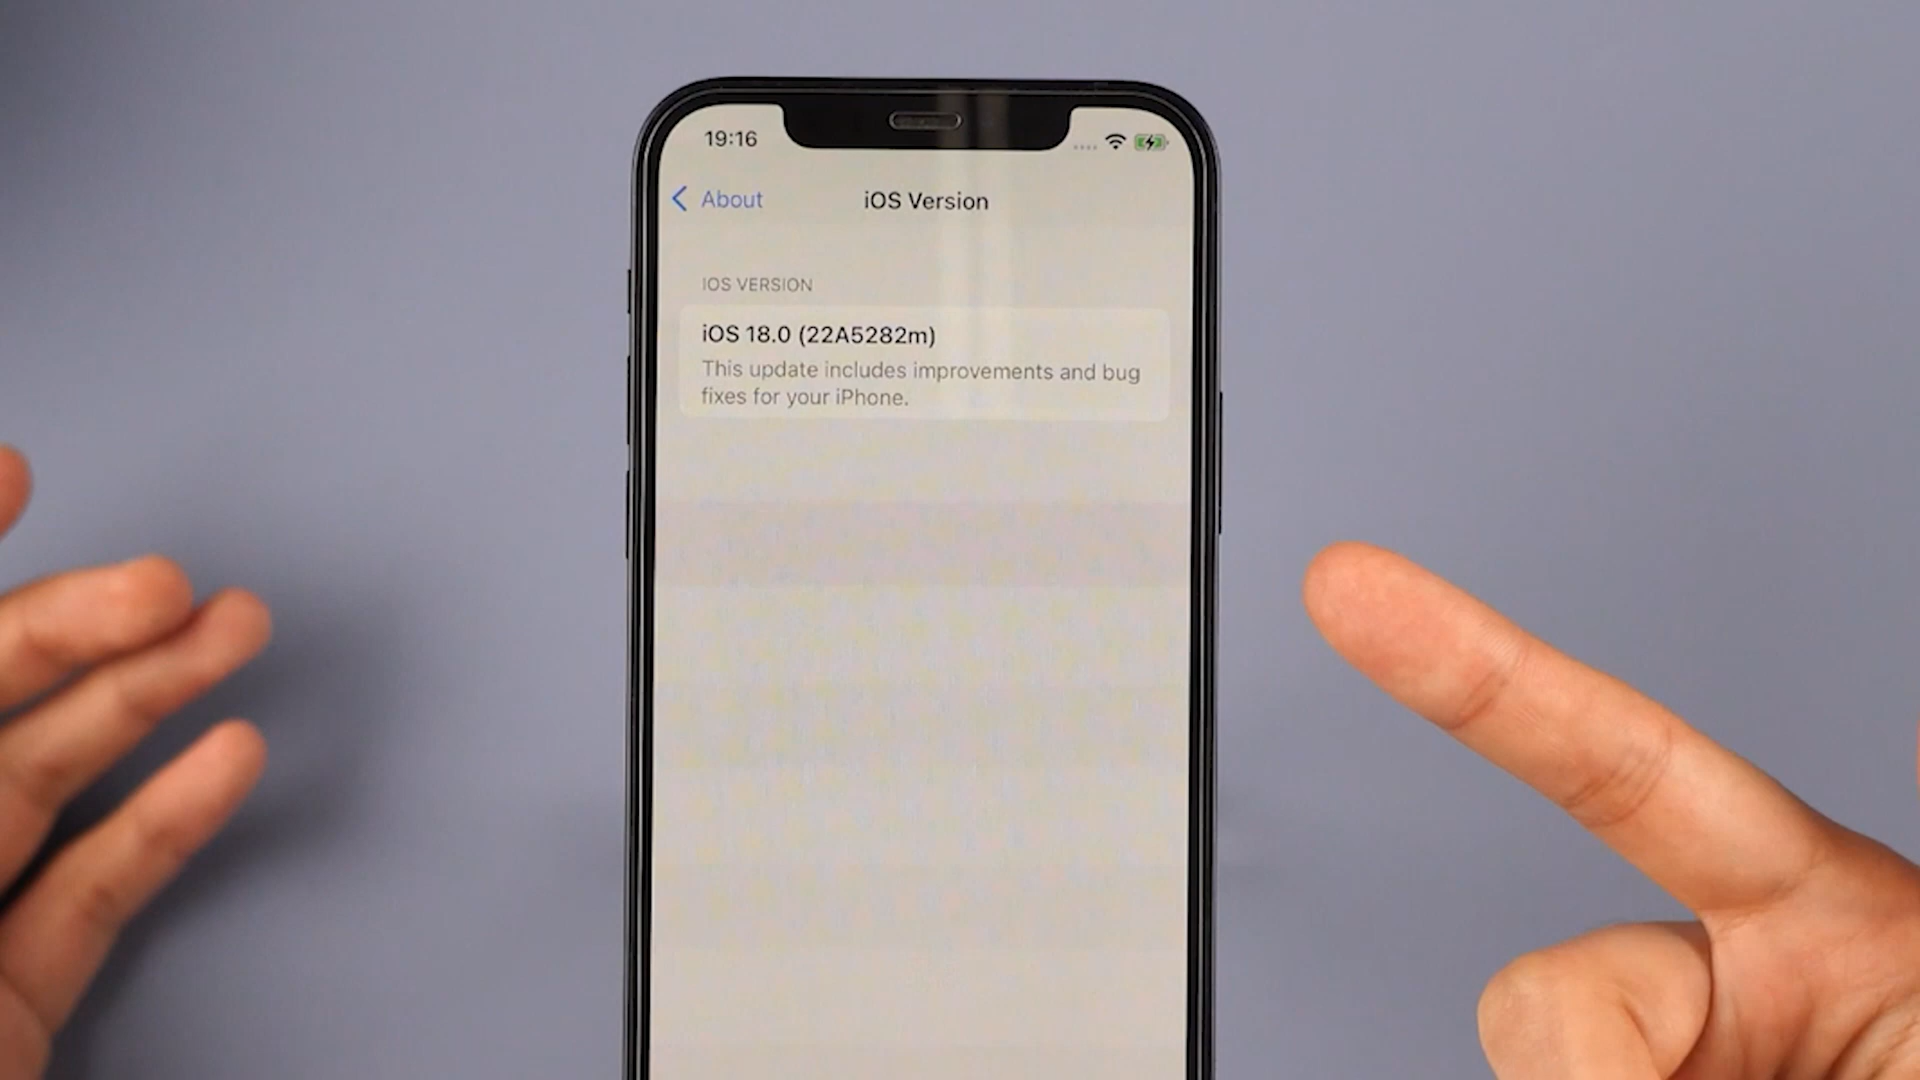 19:16
About
iOS Version
IOS VERSION
iOS 18.0 (22A5282m)
This update includes improvements and bug
fixes for your iPhone.